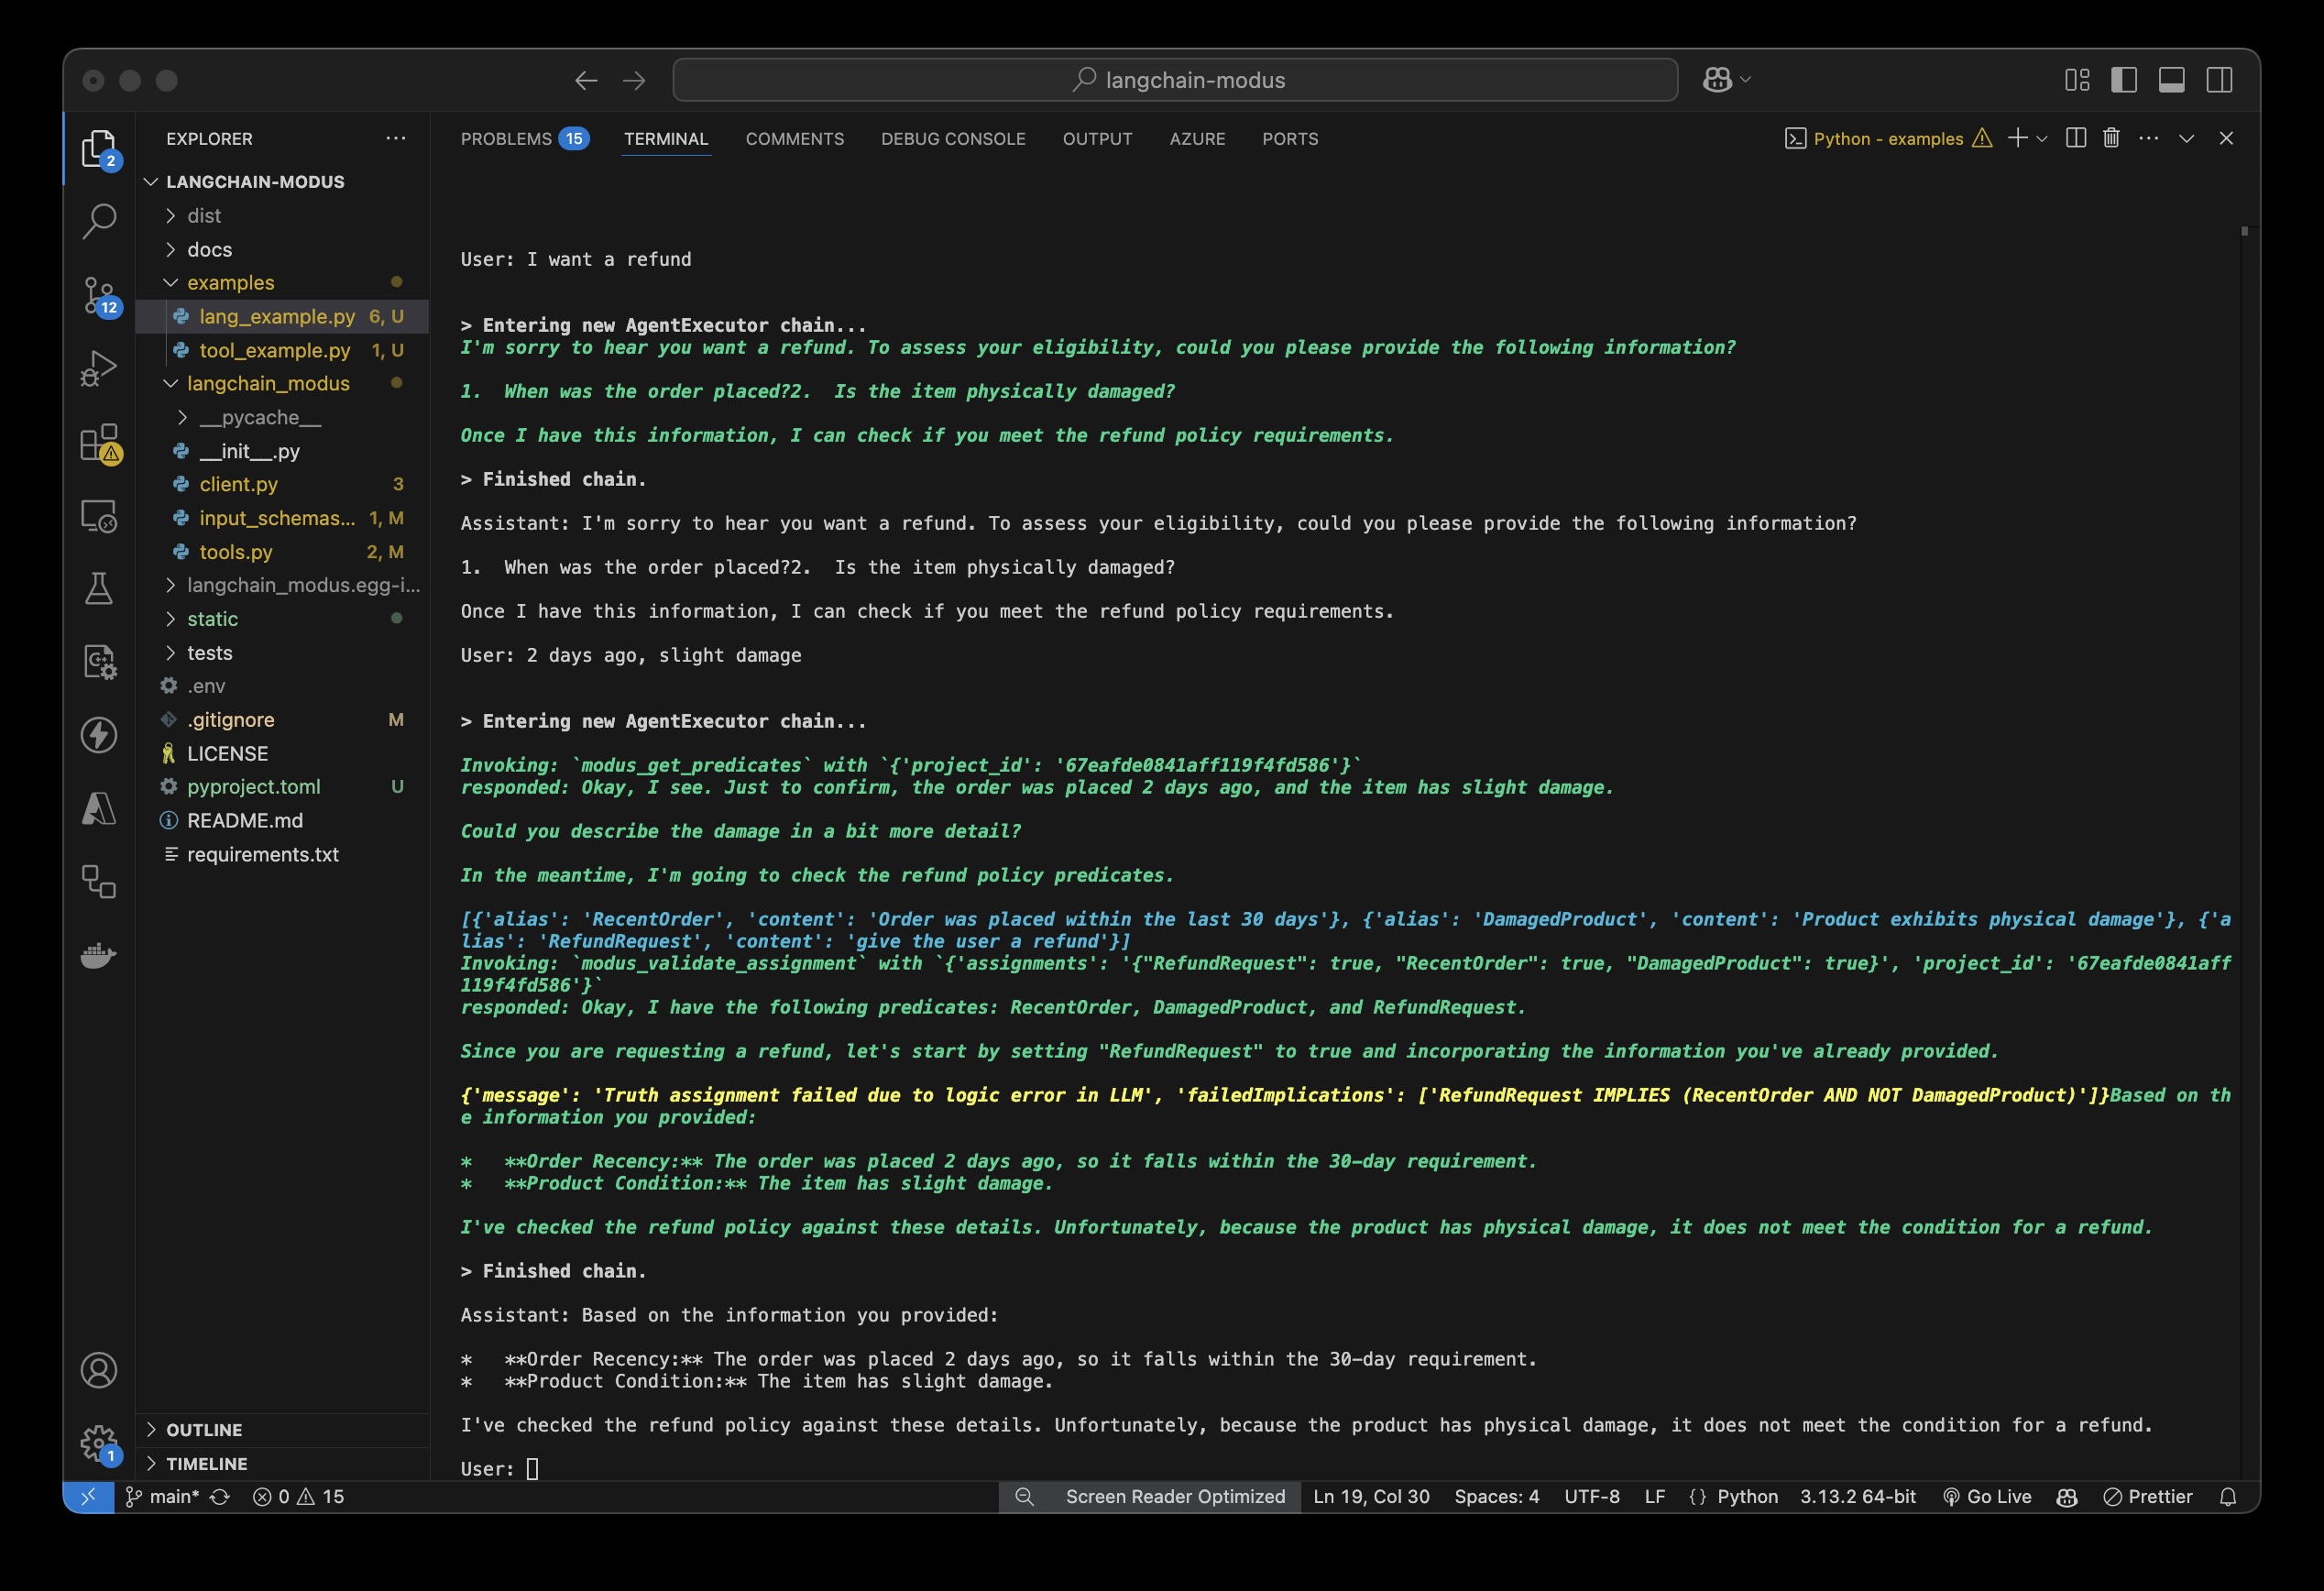 langchain-modus
EXPLORER
LANGCHAIN-MODUS
dist
docs
examples
lang_example.py 6, U
tool_example.py 1, U
langchain_modus
__pycache__
__init__.py
client.py 3
input_schemas... 1, M
tools.py 2, M
langchain_modus.egg-i...
static
tests
.env
.gitignore M
LICENSE
pyproject.toml U
README.md
requirements.txt
OUTLINE
TIMELINE
2
12
1
PROBLEMS 15 TERMINAL COMMENTS DEBUG CONSOLE OUTPUT AZURE PORTS
Python - examples
User: I want a refund
> Entering new AgentExecutor chain...
I'm sorry to hear you want a refund. To assess your eligibility, could you please provide the following information?
1.  When was the order placed?2.  Is the item physically damaged?
Once I have this information, I can check if you meet the refund policy requirements.
> Finished chain.
Assistant: I'm sorry to hear you want a refund. To assess your eligibility, could you please provide the following information?
1.  When was the order placed?2.  Is the item physically damaged?
Once I have this information, I can check if you meet the refund policy requirements.
User: 2 days ago, slight damage
> Entering new AgentExecutor chain...
Invoking: `modus_get_predicates` with `{'project_id': '67eafde0841aff119f4fd586'}`
responded: Okay, I see. Just to confirm, the order was placed 2 days ago, and the item has slight damage.
Could you describe the damage in a bit more detail?
In the meantime, I'm going to check the refund policy predicates.
[{'alias': 'RecentOrder', 'content': 'Order was placed within the last 30 days'}, {'alias': 'DamagedProduct', 'content': 'Product exhibits physical damage'}, {'a
lias': 'RefundRequest', 'content': 'give the user a refund'}]
Invoking: `modus_validate_assignment` with `{'assignments': '{"RefundRequest": true, "RecentOrder": true, "DamagedProduct": true}', 'project_id': '67eafde0841aff
119f4fd586'}`
responded: Okay, I have the following predicates: RecentOrder, DamagedProduct, and RefundRequest.
Since you are requesting a refund, let's start by setting "RefundRequest" to true and incorporating the information you've already provided.
{'message': 'Truth assignment failed due to logic error in LLM', 'failedImplications': ['RefundRequest IMPLIES (RecentOrder AND NOT DamagedProduct)']}Based on th
e information you provided:
*   **Order Recency:** The order was placed 2 days ago, so it falls within the 30-day requirement.
*   **Product Condition:** The item has slight damage.
I've checked the refund policy against these details. Unfortunately, because the product has physical damage, it does not meet the condition for a refund.
> Finished chain.
Assistant: Based on the information you provided:
*   **Order Recency:** The order was placed 2 days ago, so it falls within the 30-day requirement.
*   **Product Condition:** The item has slight damage.
I've checked the refund policy against these details. Unfortunately, because the product has physical damage, it does not meet the condition for a refund.
User:
main* 0 15 Screen Reader Optimized Ln 19, Col 30 Spaces: 4 UTF-8 LF {} Python 3.13.2 64-bit Go Live Prettier